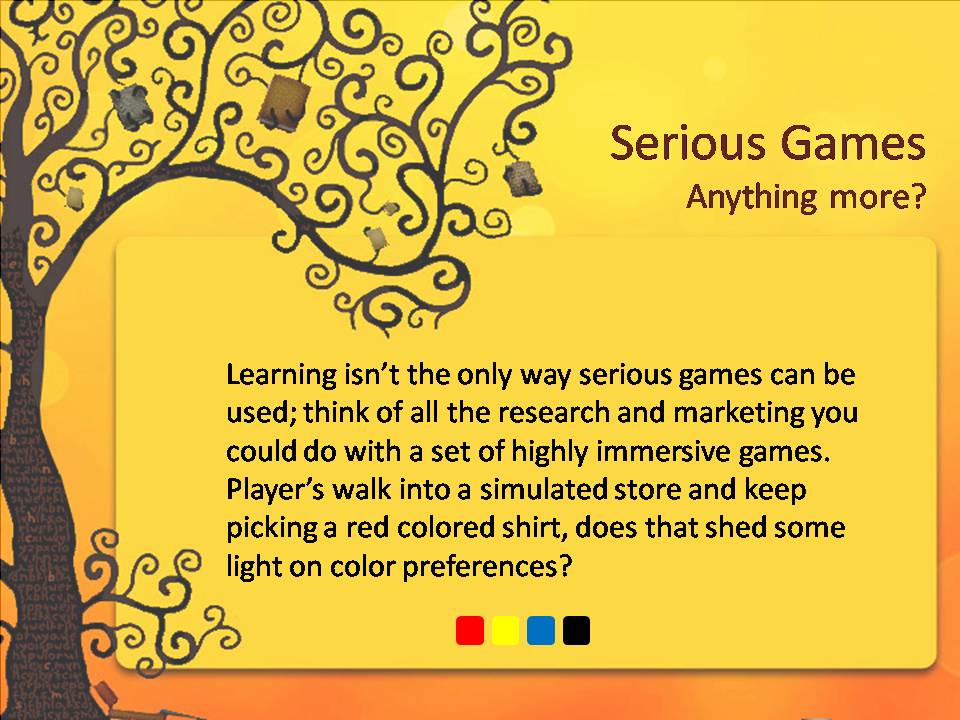 Serious Games
Anything more?
Learning isn’t the only way serious games can be
used; think of all the research and marketing you
could do with a set of highly immersive games.
Player’s walk into a simulated store and keep
picking a red colored shirt, does that shed some
light on color preferences?